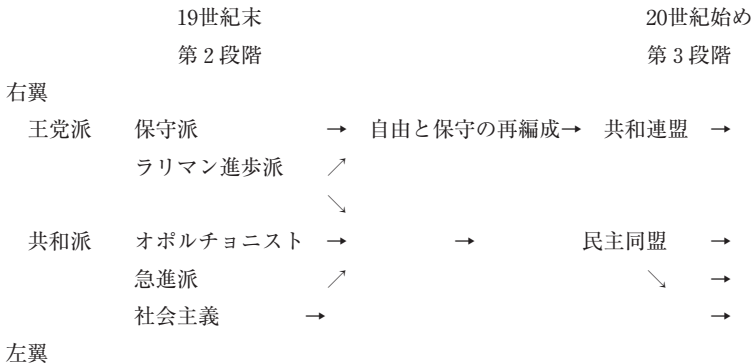 19世紀末 20世紀始め
第2段階 第3段階
右翼
王党派 保守派 → 自由と保守の再編成→ 共和連盟 →
ラリマン進歩派 ↗
↘
共和派 オポルチョニスト → → 民主同盟 →
急進派 ↗ ↘ →
社会主義 → →
左翼